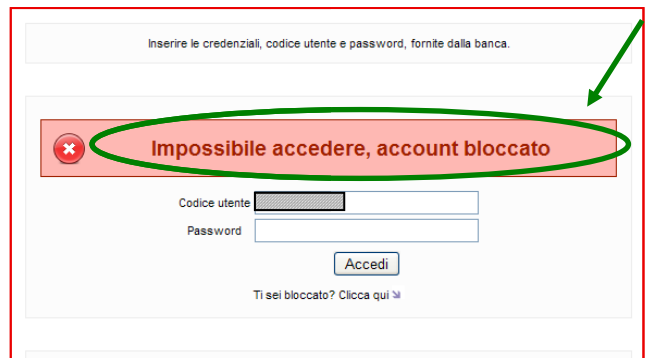 Inserire le credenziali, codice utente e password, fornite dalla banca.
Impossibile accedere, account bloccato
Codice utente
Password
Accedi
Ti sei bloccato? Clicca qui